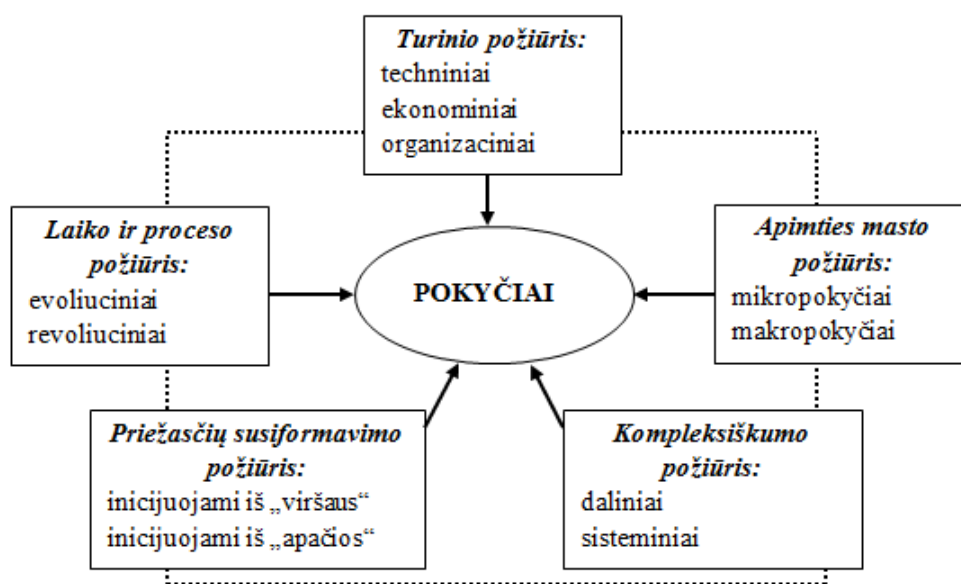 Turinio požiūris:
techniniai
ekonominiai
organizaciniai
Laiko ir proceso
požiūris:
evoliuciniai
revoliuciniai
POKYČIAI
Apimties masto
požiūris:
mikropokyčiai
makropokyčiai
Priežasčių susiformavimo
požiūris:
inicijuojami iš „viršaus“
inicijuojami iš „apačios“
Kompleksiškumo
požiūris:
daliniai
sisteminiai